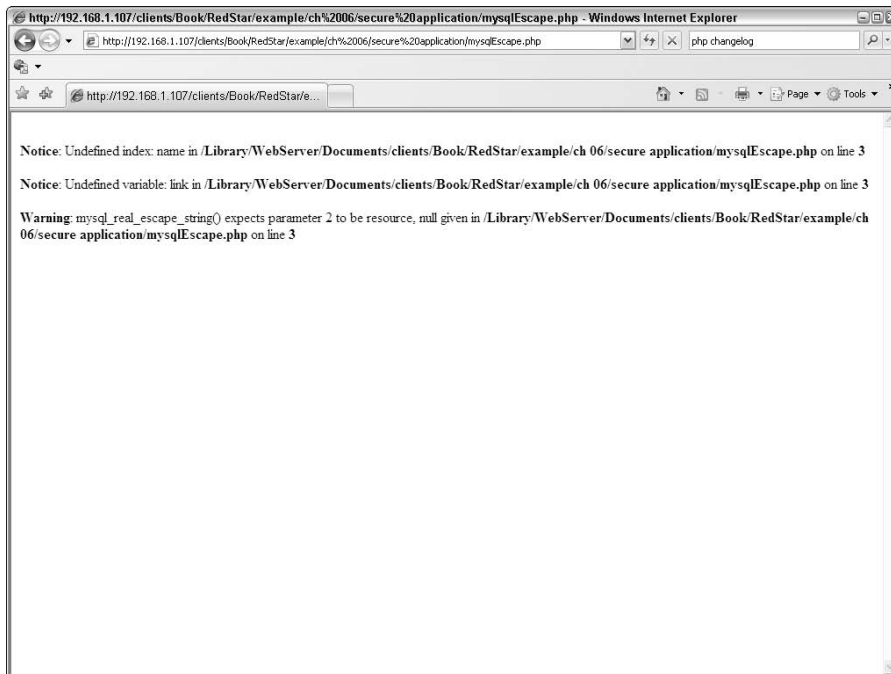 http://192.168.1.107/clients/Book/RedStar/example/ch%2006/secure%20application/mysqlEscape.php - Windows Internet Explorer
http://192.168.1.107/clients/Book/RedStar/example/ch%2006/secure%20application/mysqlEscape.php
php changelog
http://192.168.1.107/clients/Book/RedStar/e...
Page
Tools
Notice: Undefined index: name in /Library/WebServer/Documents/clients/Book/RedStar/example/ch 06/secure application/mysqlEscape.php on line 3
Notice: Undefined variable: link in /Library/WebServer/Documents/clients/Book/RedStar/example/ch 06/secure application/mysqlEscape.php on line 3
Warning: mysql_real_escape_string() expects parameter 2 to be resource, null given in /Library/WebServer/Documents/clients/Book/RedStar/example/ch
06/secure application/mysqlEscape.php on line 3